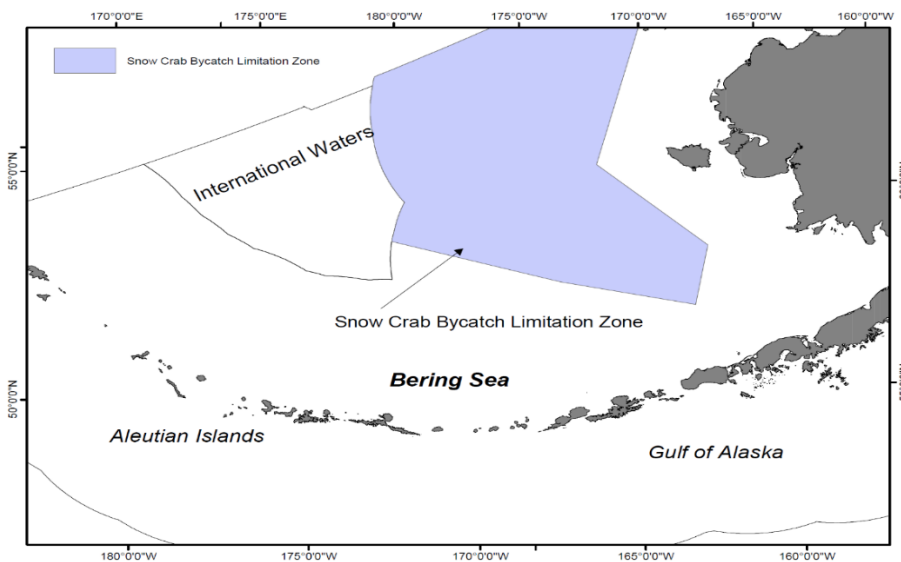 170°0'0"E 175°0'0"E 180°0'0"W 175°0'0"W 170°0'0"W 165°0'0"W 160°0'0"W
Snow Crab Bycatch Limitation Zone
International Waters
55°0'0"N
Snow Crab Bycatch Limitation Zone
Bering Sea
50°0'0"N
Aleutian Islands
Gulf of Alaska
180°0'0"W 175°0'0"W 170°0'0"W 165°0'0"W 160°0'0"W